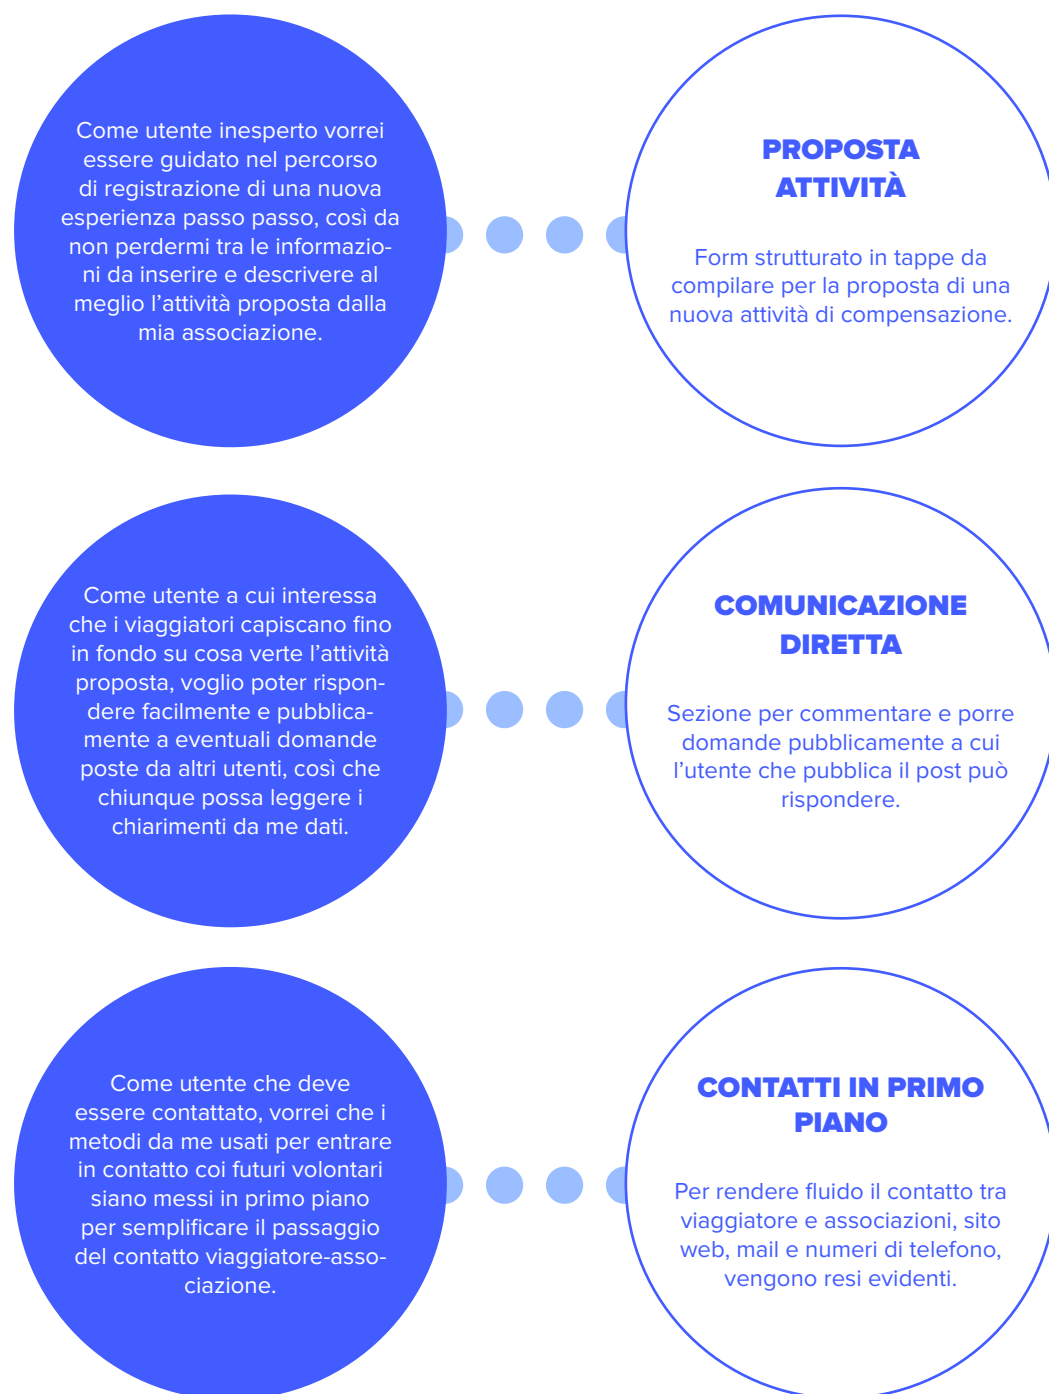 Come utente inesperto vorrei
essere guidato nel percorso
di registrazione di una nuova
esperienza passo passo, così da
non perdermi tra le informazio-
ni da inserire e descrivere al
meglio l’attività proposta dalla
mia associazione.
PROPOSTA
ATTIVITÀ
Form strutturato in tappe da
compilare per la proposta di una
nuova attività di compensazione.
Come utente a cui interessa
che i viaggiatori capiscano fino
in fondo su cosa verte l’attività
proposta, voglio poter rispon-
dere facilmente e pubblica-
mente a eventuali domande
poste da altri utenti, così che
chiunque possa leggere i
chiarimenti da me dati.
COMUNICAZIONE
DIRETTA
Sezione per commentare e porre
domande pubblicamente a cui
l’utente che pubblica il post può
rispondere.
Come utente che deve
essere contattato, vorrei che i
metodi da me usati per entrare
in contatto coi futuri volontari
siano messi in primo piano
per semplificare il passaggio
del contatto viaggiatore-asso-
ciazione.
CONTATTI IN PRIMO
PIANO
Per rendere fluido il contatto tra
viaggiatore e associazioni, sito
web, mail e numeri di telefono,
vengono resi evidenti.